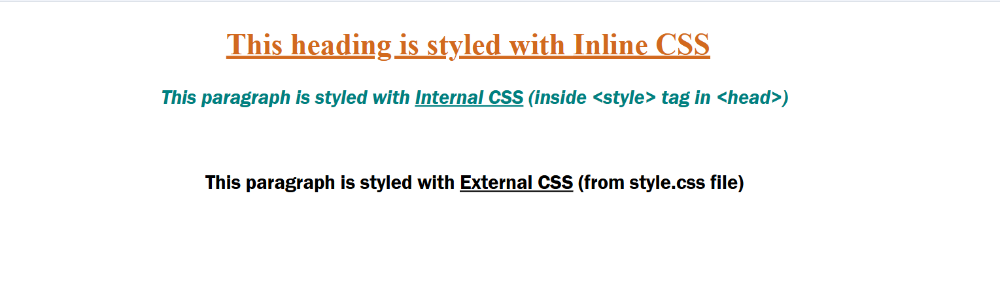 This heading is styled with Inline CSS
This paragraph is styled with Internal CSS (inside <style> tag in <head>)
This paragraph is styled with External CSS (from style.css file)